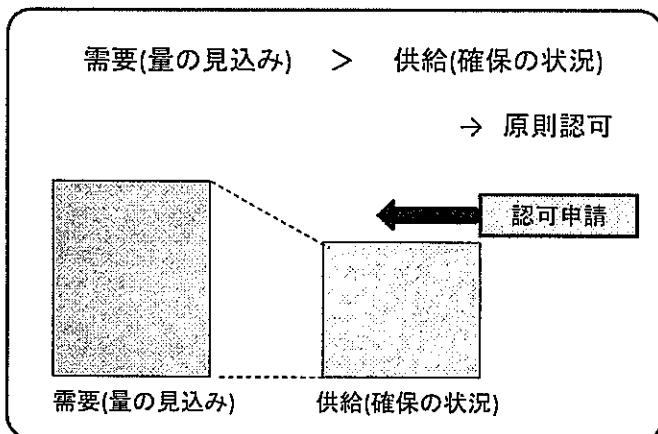 需要(量の見込み) > 供給(確保の状況)
→ 原則認可
認可申請
需要(量の見込み) 供給(確保の状況)